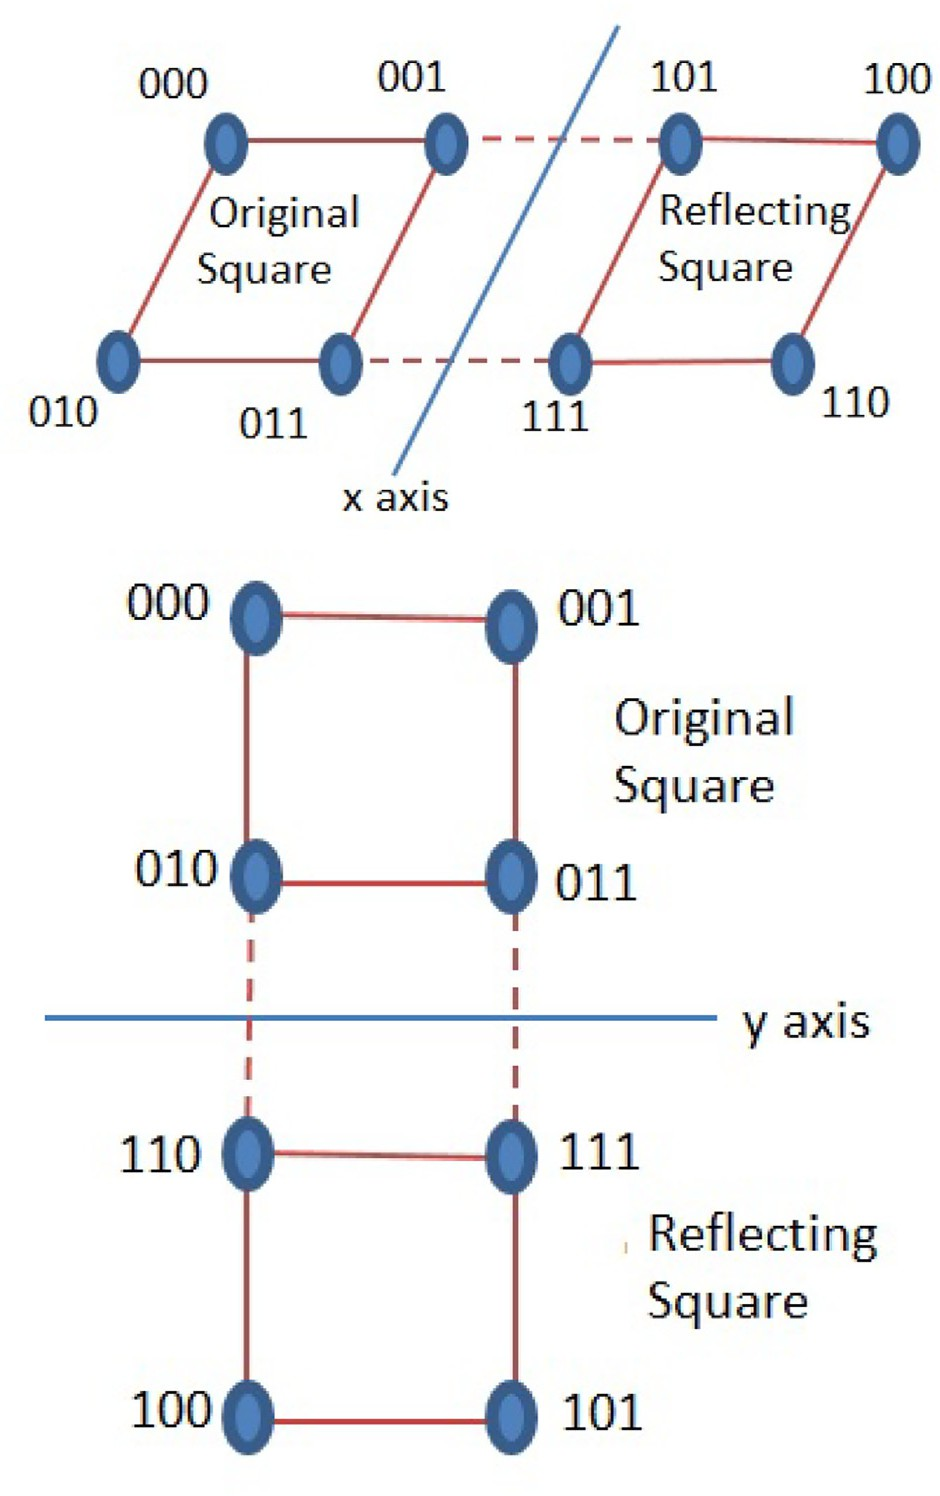 000 001 101 100
Original Reflecting
Square Square
010 011 111 110
x axis
000 001
Original
Square
010 011
y axis
110 111
Reflecting
Square
100 101